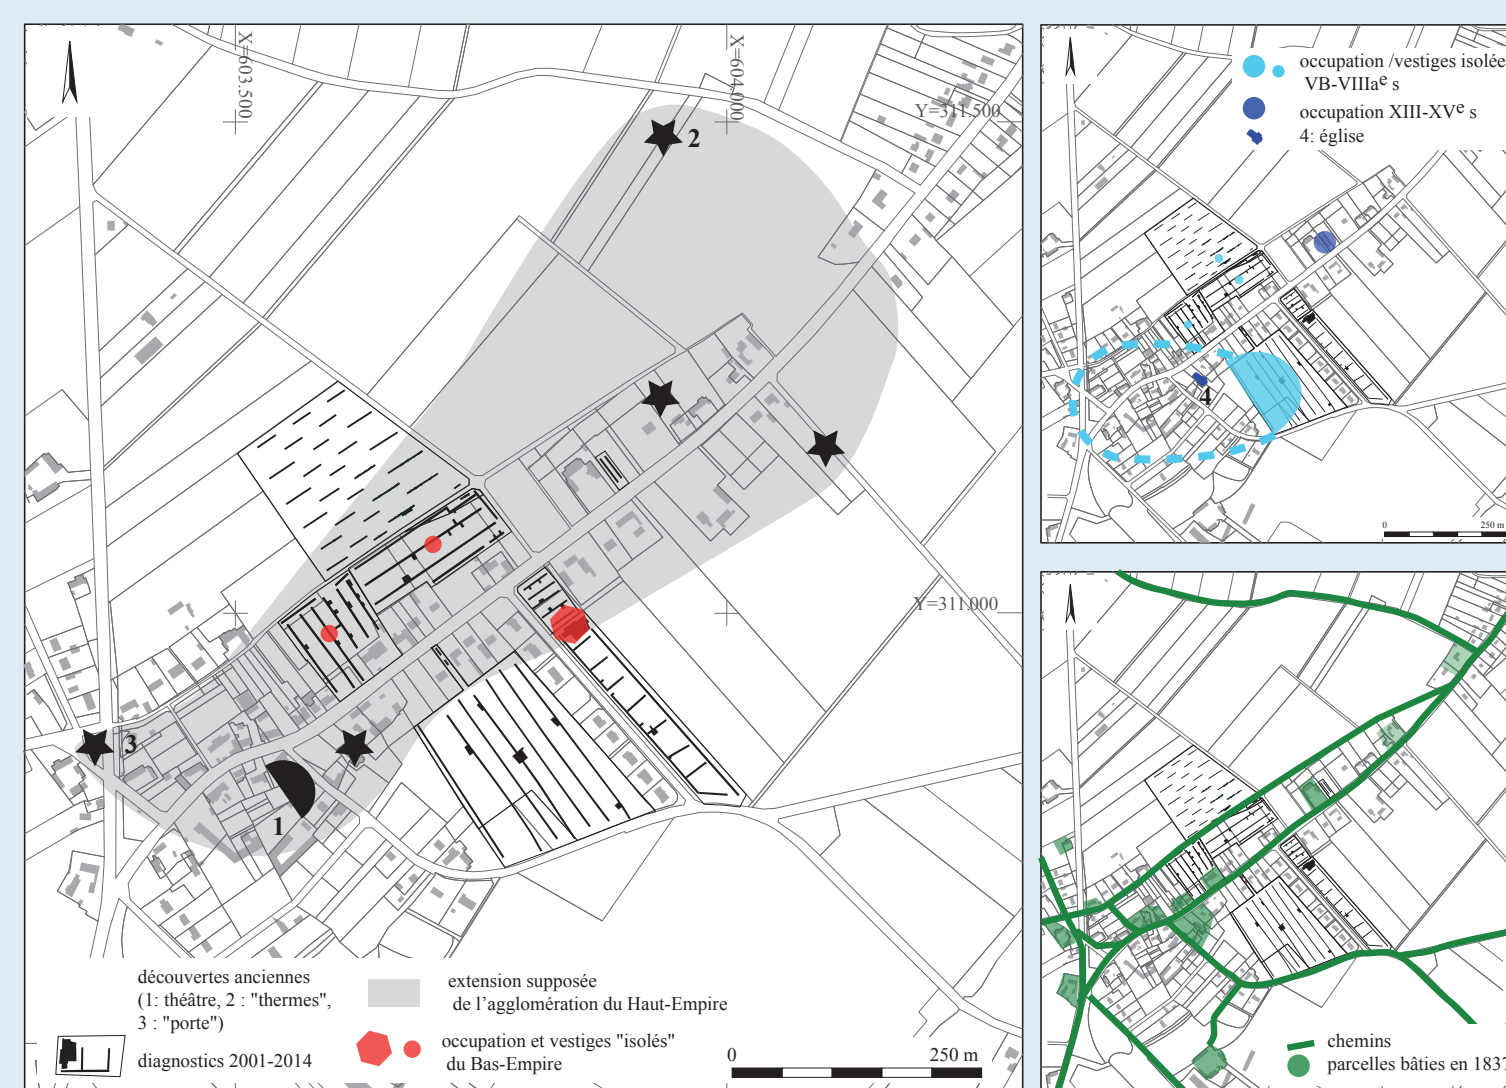 X=603.500
X=604.000
Y=311.500
2
Y=311.000
3
1
découvertes anciennes
(1: théâtre, 2 : "thermes",
3 : "porte")
diagnostics 2001-2014
extension supposée
de l'agglomération du Haut-Empire
occupation et vestiges "isolés"
du Bas-Empire
0 250 m
occupation /vestiges isolée
VB-VIIIaᵉ s
occupation XIII-XVᵉ s
4: église
4
0 250 m
chemins
parcelles bâties en 1837